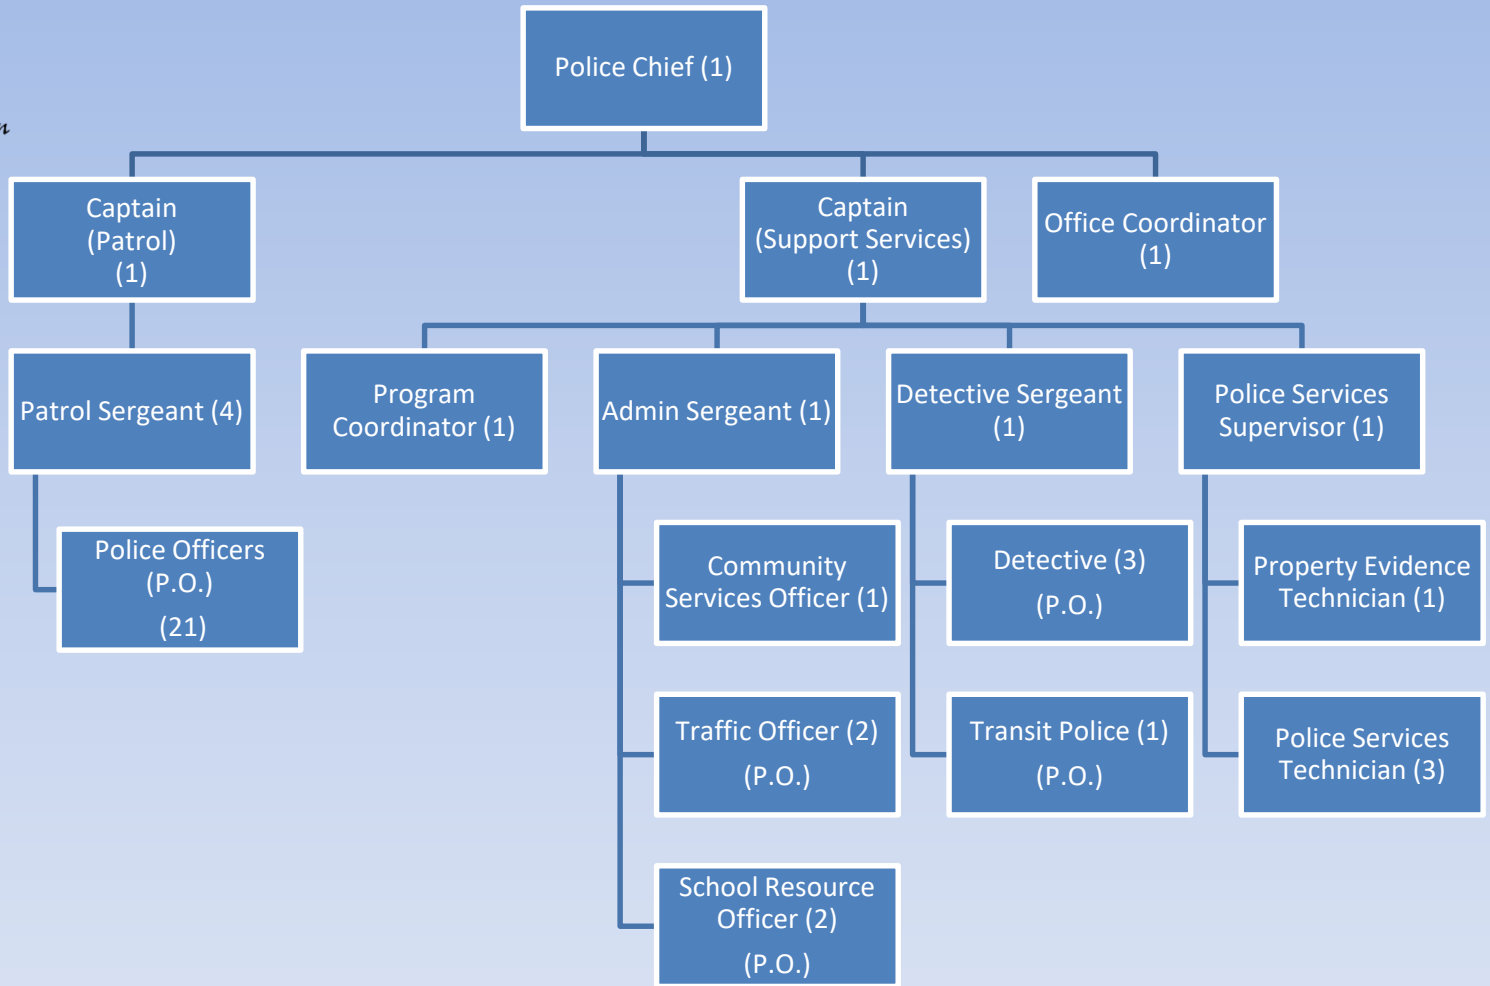 Police Chief (1)
Captain
(Patrol)
(1)
Captain
(Support Services)
(1)
Office Coordinator
(1)
Patrol Sergeant (4)
Program
Coordinator (1)
Admin Sergeant (1)
Detective Sergeant
(1)
Police Services
Supervisor (1)
Police Officers
(P.O.)
(21)
Community
Services Officer (1)
Detective (3)
(P.O.)
Property Evidence
Technician (1)
Traffic Officer (2)
(P.O.)
Transit Police (1)
(P.O.)
Police Services
Technician (3)
School Resource
Officer (2)
(P.O.)